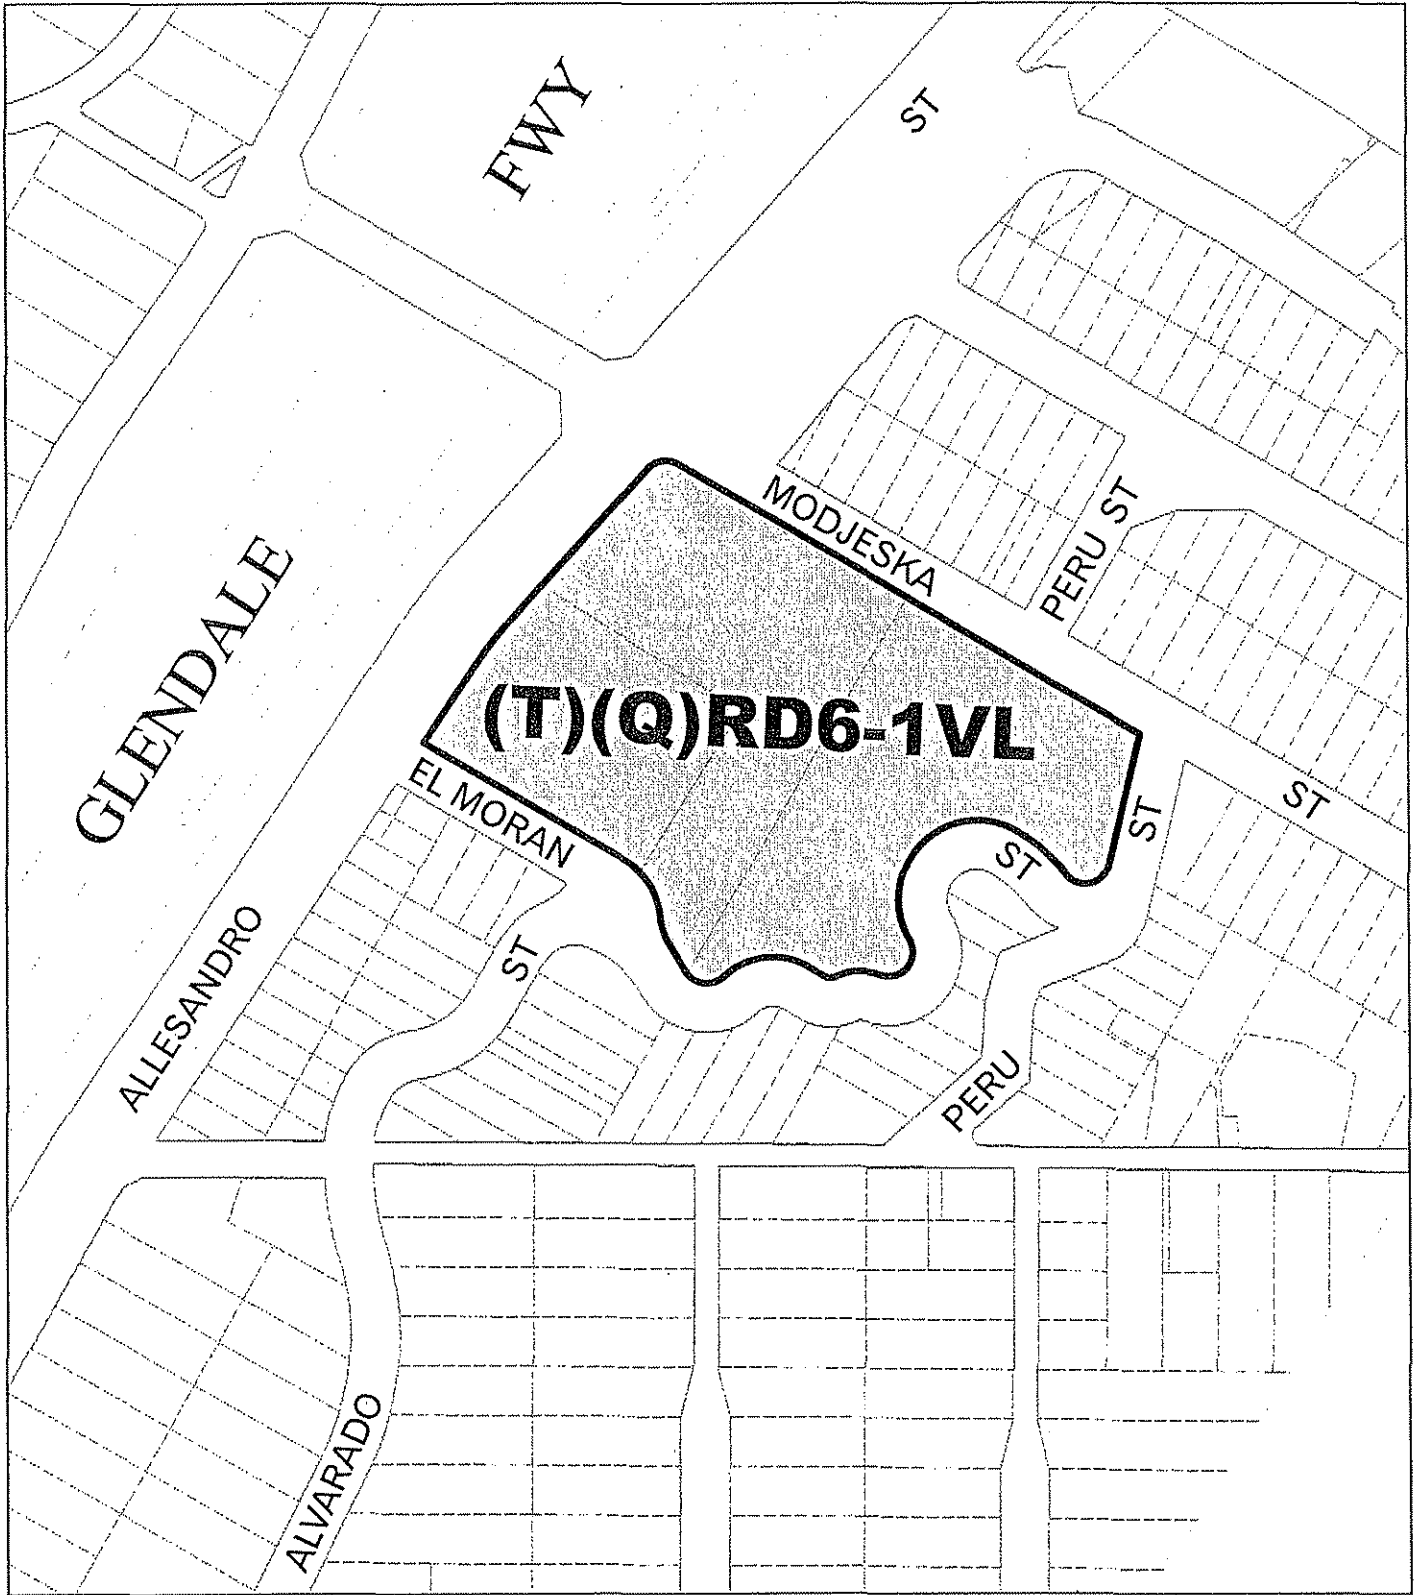 FWY
ST
MODJESKA
PERU ST
GLENDALE
(T)(Q)RD6-1VL
EL MORAN
ST
ST
ST
ALLESANDRO
ST
PERU
ALVARADO